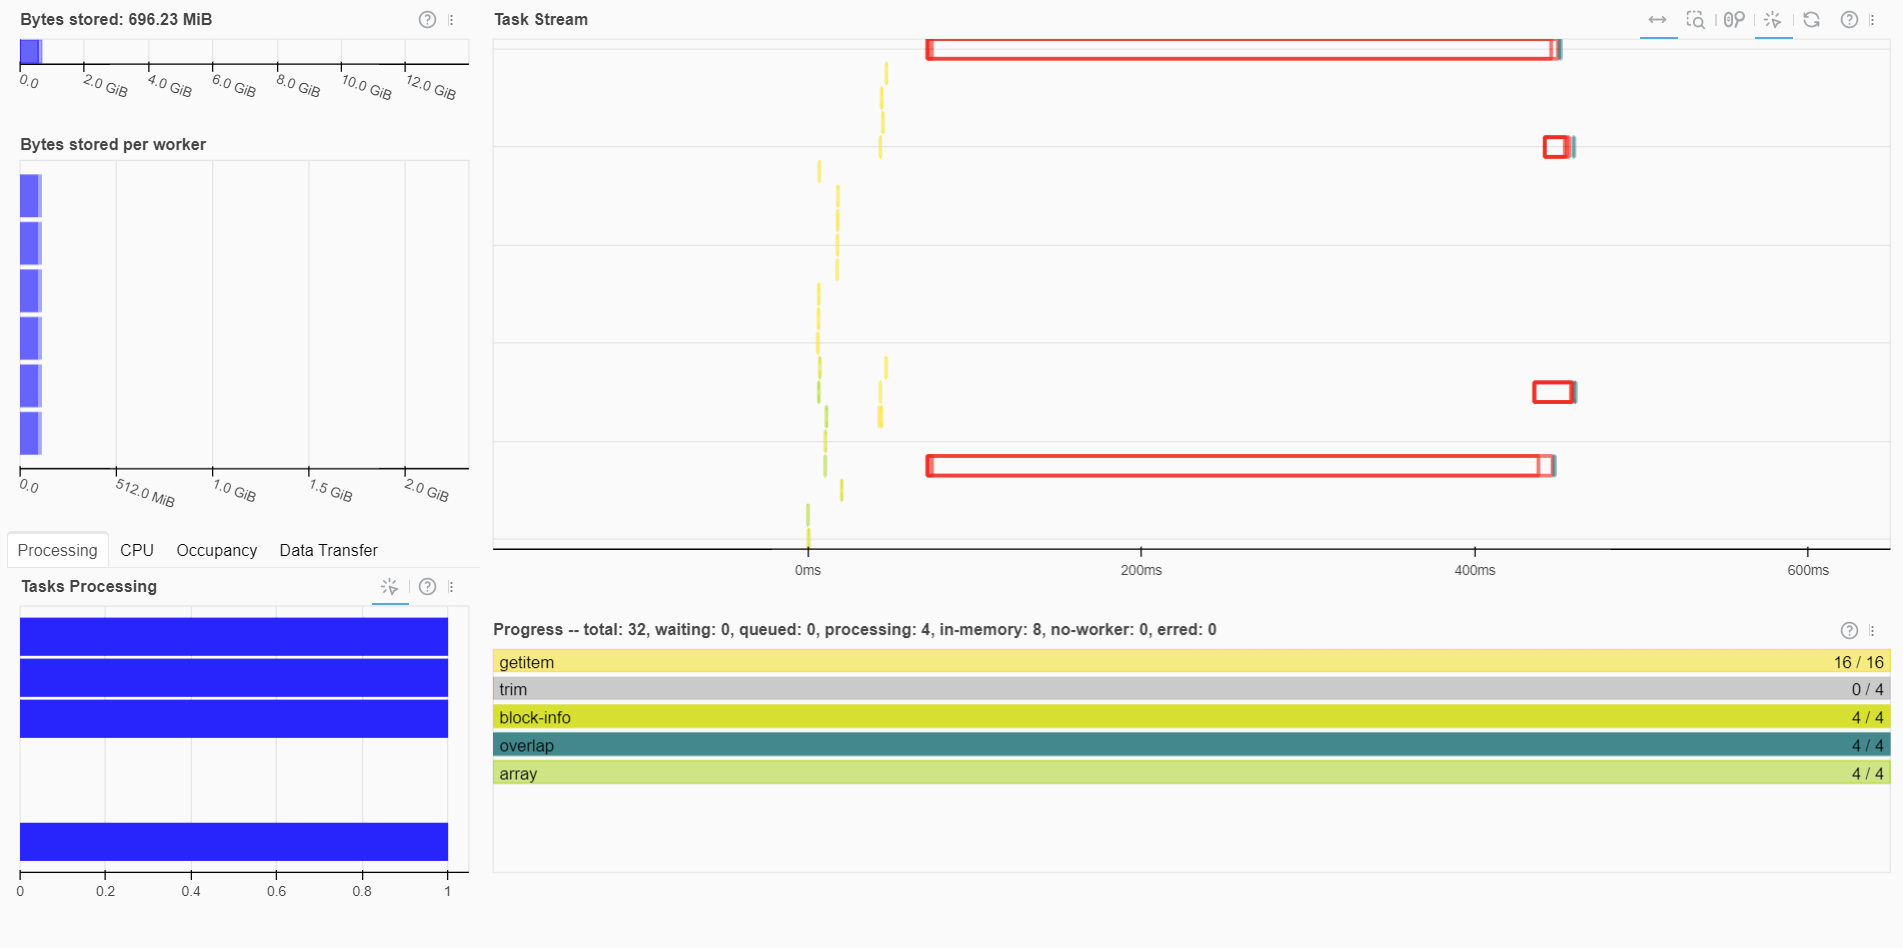 Bytes stored: 696.23 MiB
0.0
2.0 GiB
4.0 GiB
6.0 GiB
8.0 GiB
10.0 GiB
12.0 GiB
Bytes stored per worker
0.0
512.0 MiB
1.0 GiB
1.5 GiB
2.0 GiB
Processing CPU Occupancy Data Transfer
Tasks Processing
0 0.2 0.4 0.6 0.8 1
Task Stream
0ms 200ms 400ms 600ms
Progress -- total: 32, waiting: 0, queued: 0, processing: 4, in-memory: 8, no-worker: 0, erred: 0
getitem 16 / 16
trim 0 / 4
block-info 4 / 4
overlap 4 / 4
array 4 / 4